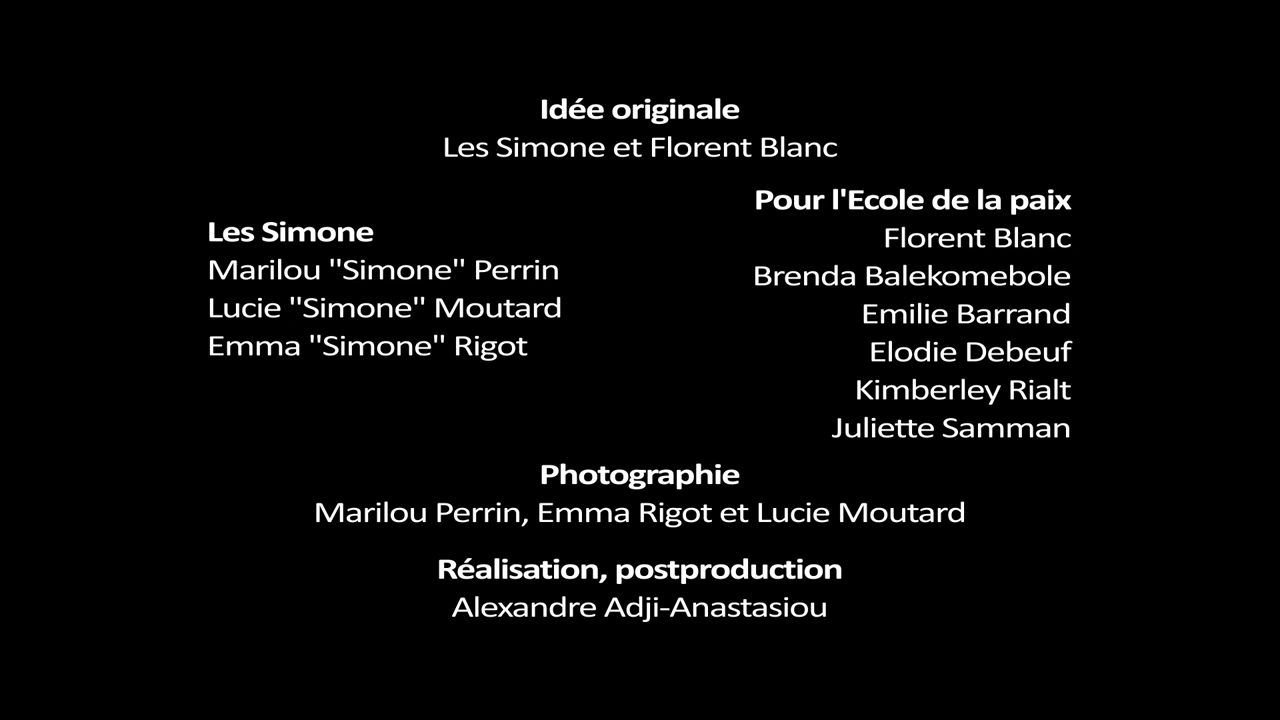 Idée originale
Les Simone et Florent Blanc
Les Simone
Marilou "Simone" Perrin
Lucie "Simone" Moutard
Emma "Simone" Rigot
Pour l'Ecole de la paix
Florent Blanc
Brenda Balekomebole
Emilie Barrand
Elodie Debeuf
Kimberley Rialt
Juliette Samman
Photographie
Marilou Perrin, Emma Rigot et Lucie Moutard
Réalisation, postproduction
Alexandre Adji-Anastasiou